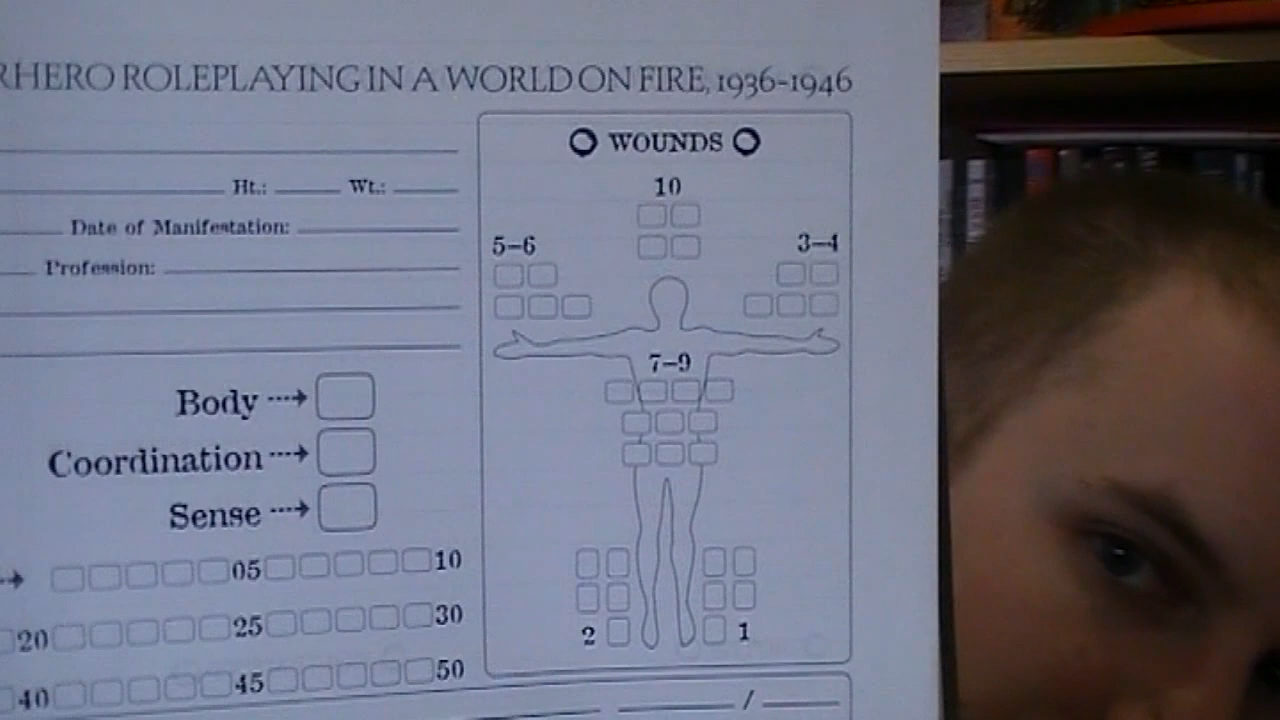 RHERO ROLEPLAYING IN A WORLD ON FIRE, 1936-1946
WOUNDS
10
Ht.: Wt.:
Date of Manifestation:
5-6
3-4
Profession:
7-9
Body
Coordination
Sense
05 10
20 25 30
2 1
40 45 50
/